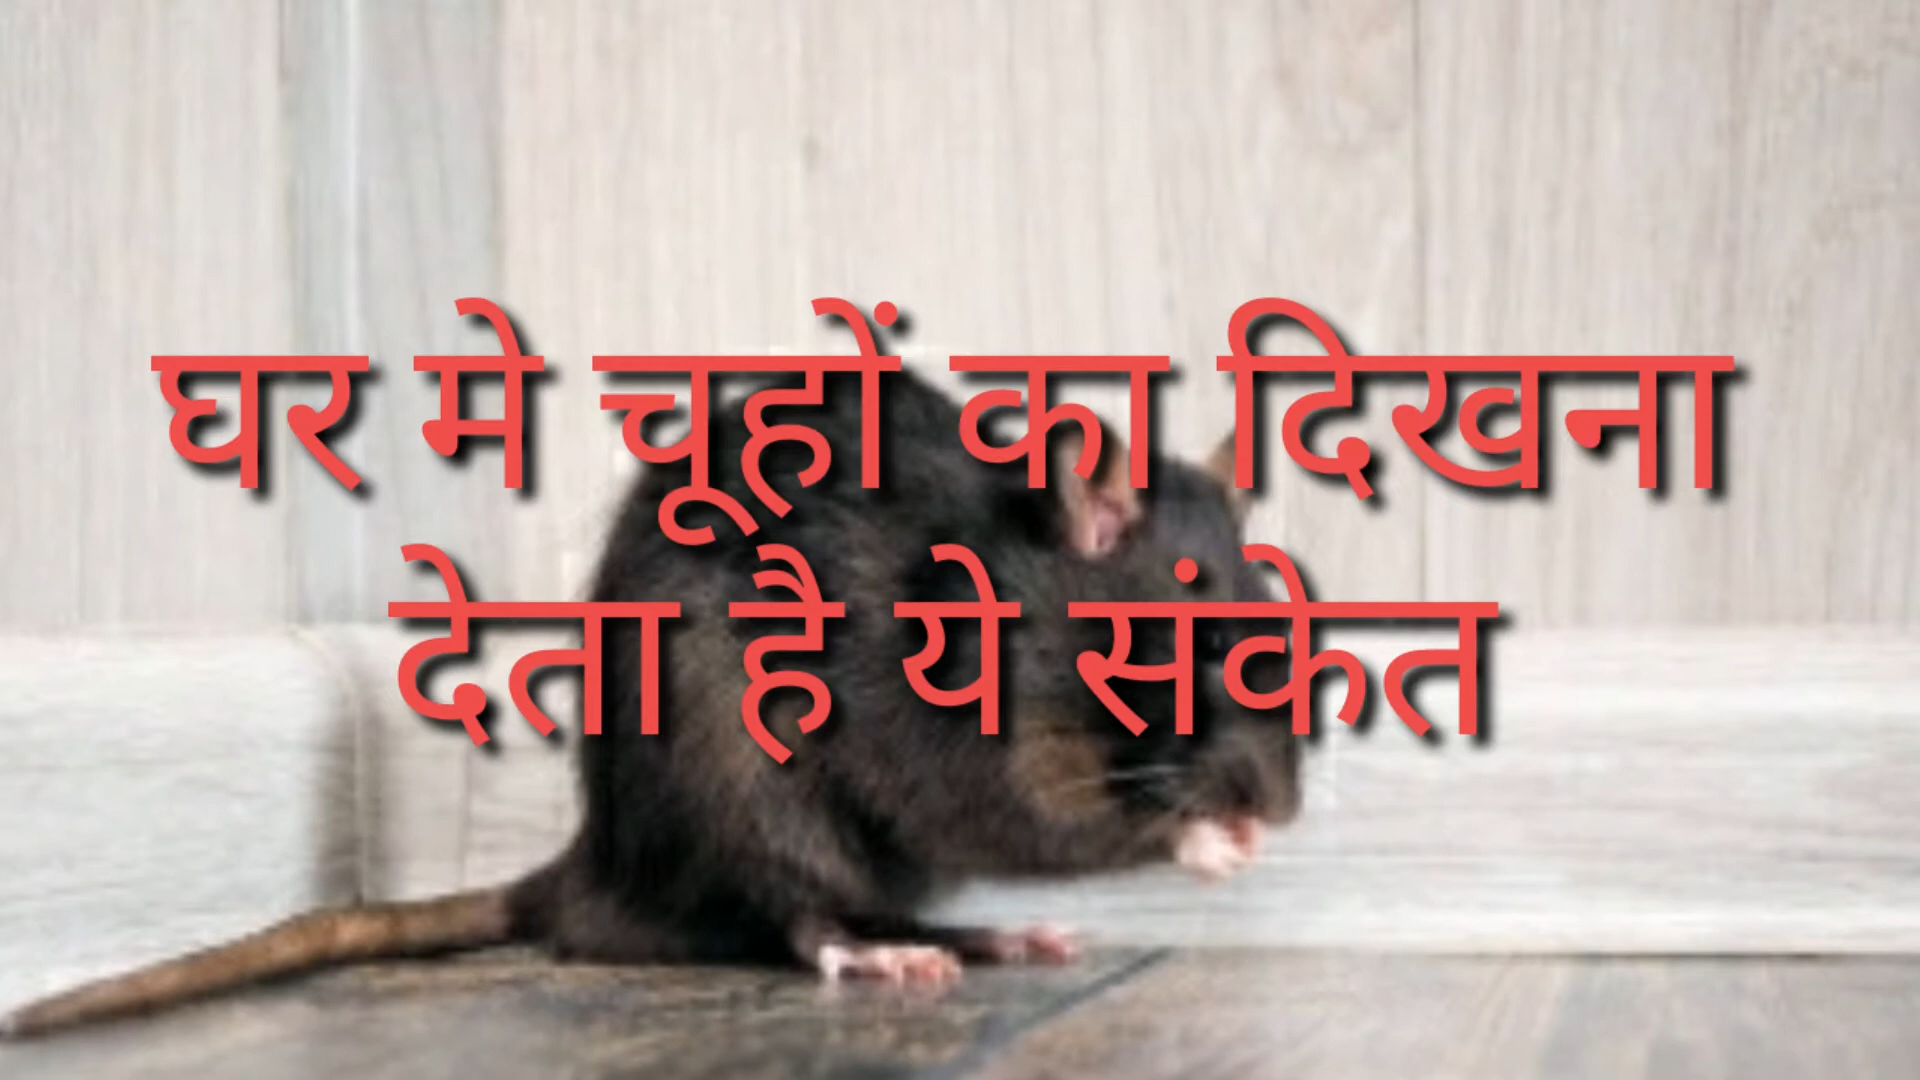 घर मे चूहों का दिखना
देता है ये संकेत